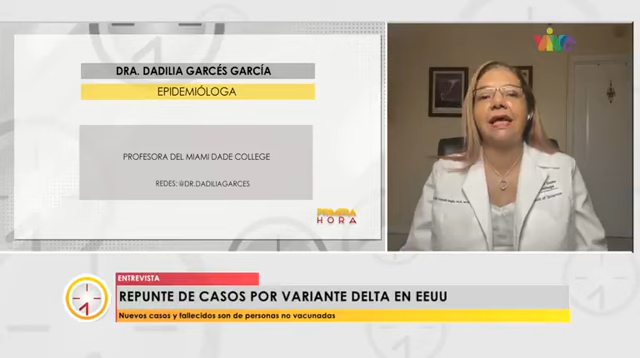 DRA. DADILIA GARCÉS GARCÍA
EPIDEMIÓLOGA
PROFESORA DEL MIAMI DADE COLLEGE
REDES: @DR.DADILIAGARCES
PRIMERA
HORA
VIVO
ENTREVISTA
REPUNTE DE CASOS POR VARIANTE DELTA EN EEUU
Nuevos casos y fallecidos son de personas no vacunadas